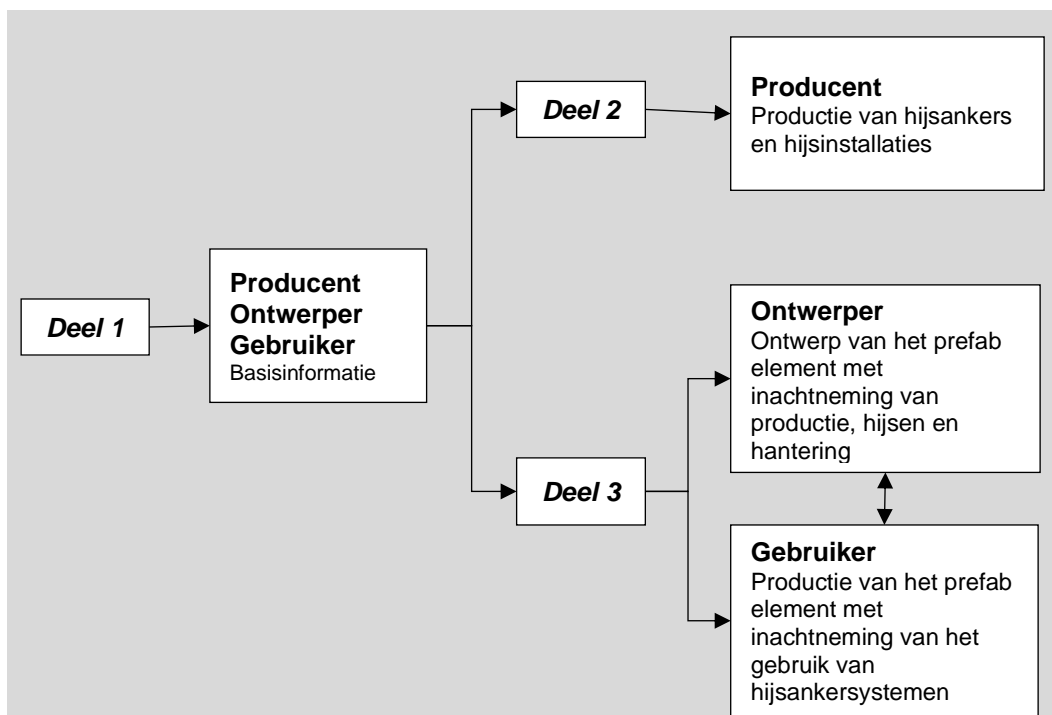 Deel 1
Producent
Ontwerper
Gebruiker
Basisinformatie
Deel 2
Producent
Productie van hijsankers
en hijsinstallaties
Deel 3
Ontwerper
Ontwerp van het prefab
element met
inachtneming van
productie, hijsen en
hantering
Gebruiker
Productie van het prefab
element met
inachtneming van het
gebruik van
hijsankersystemen